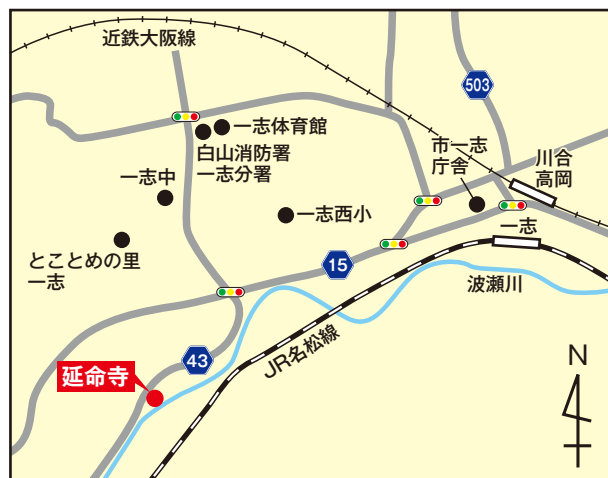 近鉄大阪線
503
一志体育館
白山消防署
一志分署
市一志
庁舎
川合
高岡
一志中
一志西小
一志
とことめの里
一志
15
波瀬川
JR名松線
43
延命寺
N